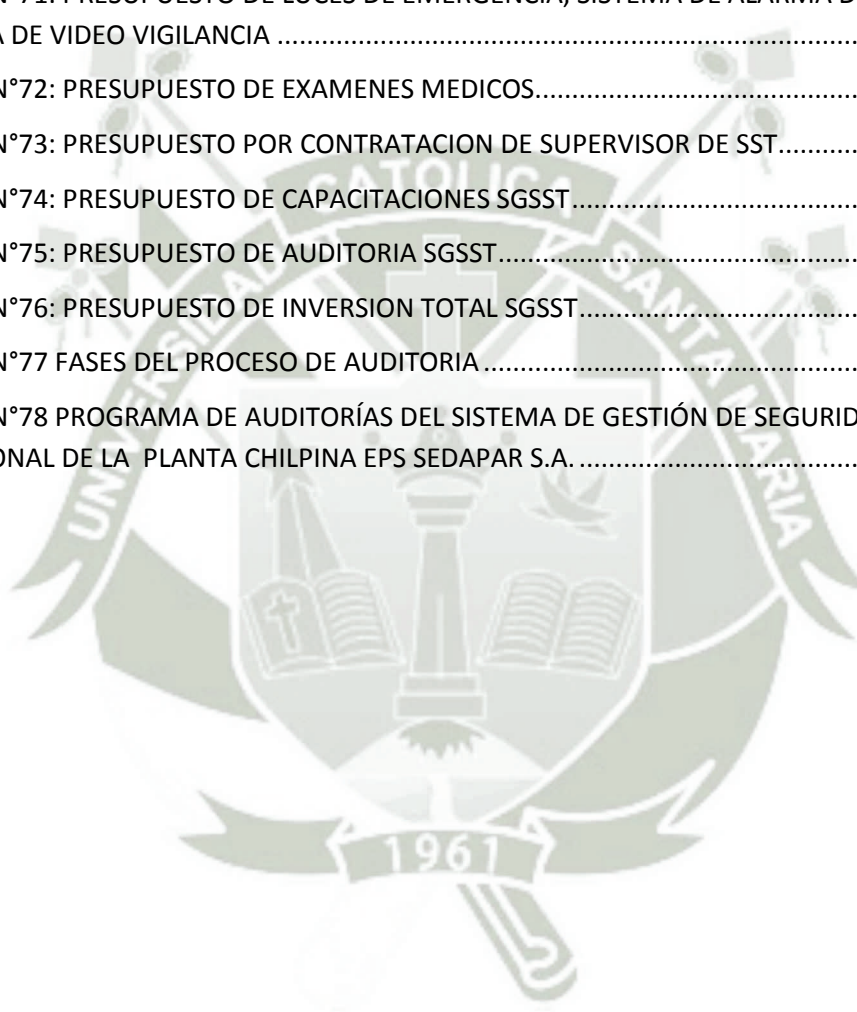 N°71: PRESUPUESTO DE LUCES DE EMERGENCIA, SISTEMA DE ALARMA D
A DE VIDEO VIGILANCIA ................................................................
N°72: PRESUPUESTO DE EXAMENES MEDICOS................................
N°73: PRESUPUESTO POR CONTRATACION DE SUPERVISOR DE SST...........
N°74: PRESUPUESTO DE CAPACITACIONES SGSST................................
N°75: PRESUPUESTO DE AUDITORIA SGSST................................
N°76: PRESUPUESTO DE INVERSION TOTAL SGSST................................
N°77 FASES DEL PROCESO DE AUDITORIA................................
N°78 PROGRAMA DE AUDITORÍAS DEL SISTEMA DE GESTIÓN DE SEGURID
ONAL DE LA PLANTA CHILPINA EPS SEDAPAR S.A. ................................
UNIVERSIDAD CATOLICA SANTA MARIA
1961